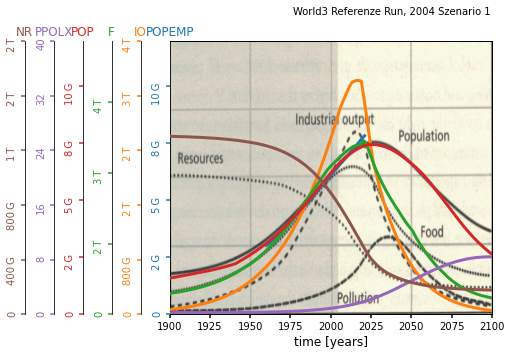 World3 Referenze Run, 2004 Szenario 1
NR PPOLX POP F IO POPEMP
2 T 40 4 T
2 T 32 10 G 4 T 3 T 10 G
1 T 24 8 G 3 T 2 T 8 G
800 G 16 5 G 2 T 5 G
400 G 8 2 G 2 T 800 G 2 G
0 0 0 0 0 0
Industrial output
Population
Resources
Food
Pollution
1900 1925 1950 1975 2000 2025 2050 2075 2100
time [years]